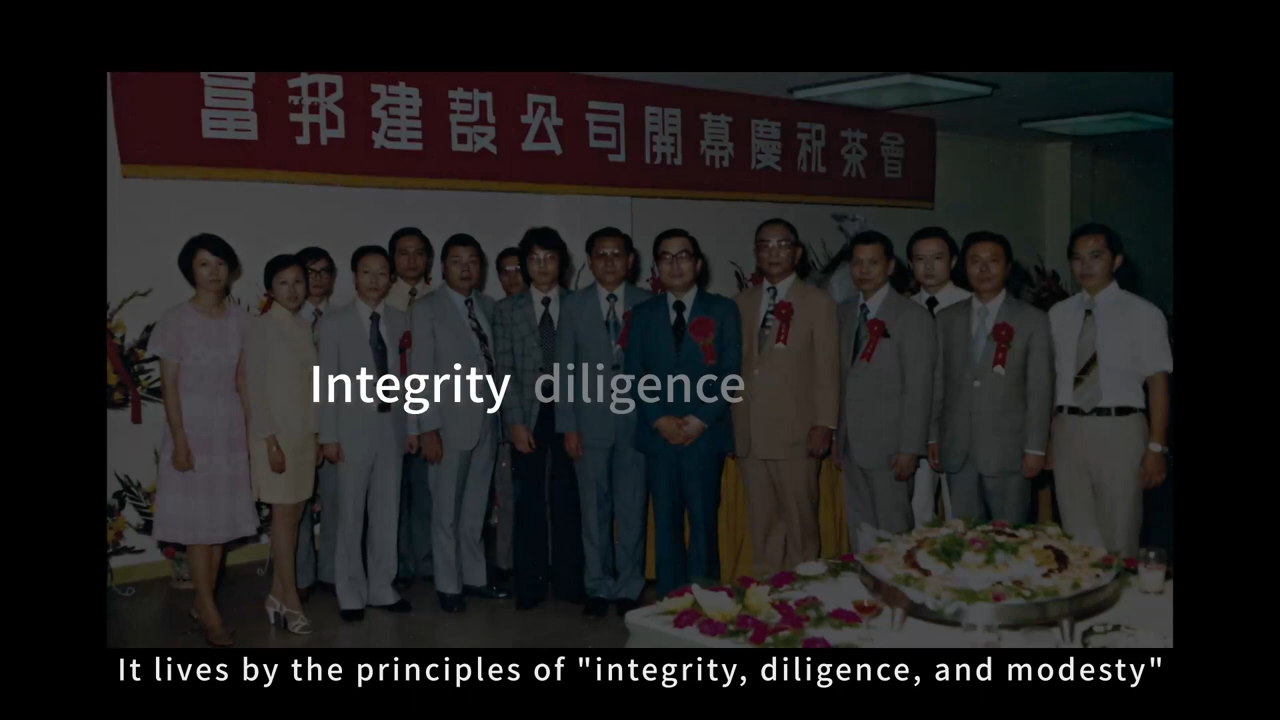 富邦建設公司開幕慶祝茶會
Integrity diligence
It lives by the principles of "integrity, diligence, and modesty"